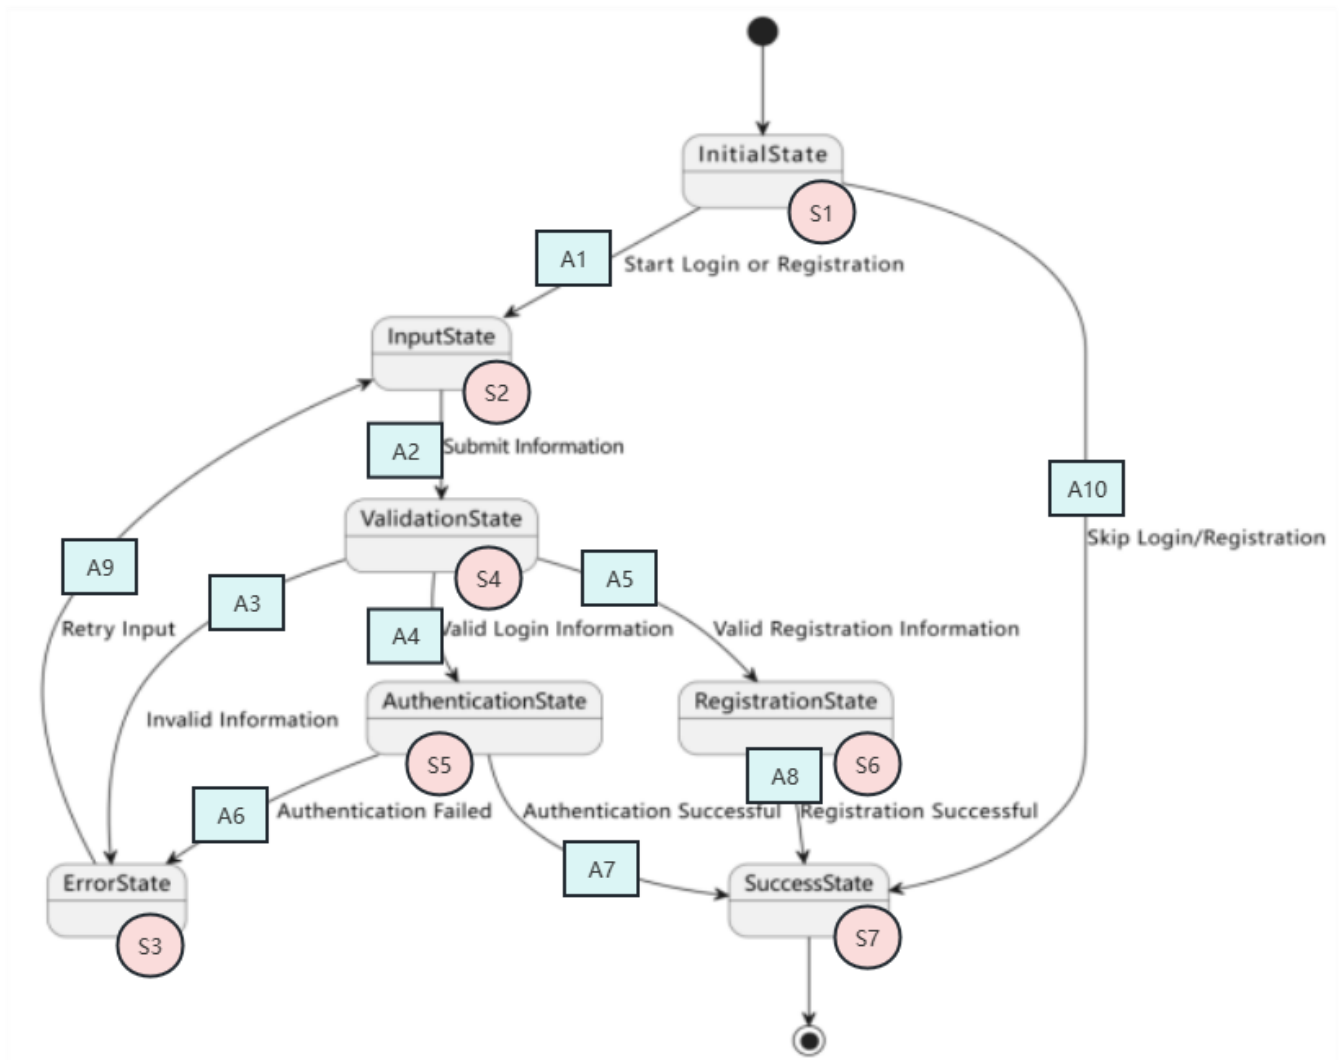 InitialState
S1
A1
Start Login or Registration
InputState
S2
A2
Submit Information
A10
Skip Login/Registration
ValidationState
S4
A9
A3
A5
Retry Input
A4
Valid Login Information
Valid Registration Information
Invalid Information
AuthenticationState
RegistrationState
S5
A8
S6
A6
Authentication Failed
Authentication Successful
Registration Successful
A7
ErrorState
SuccessState
S3
S7